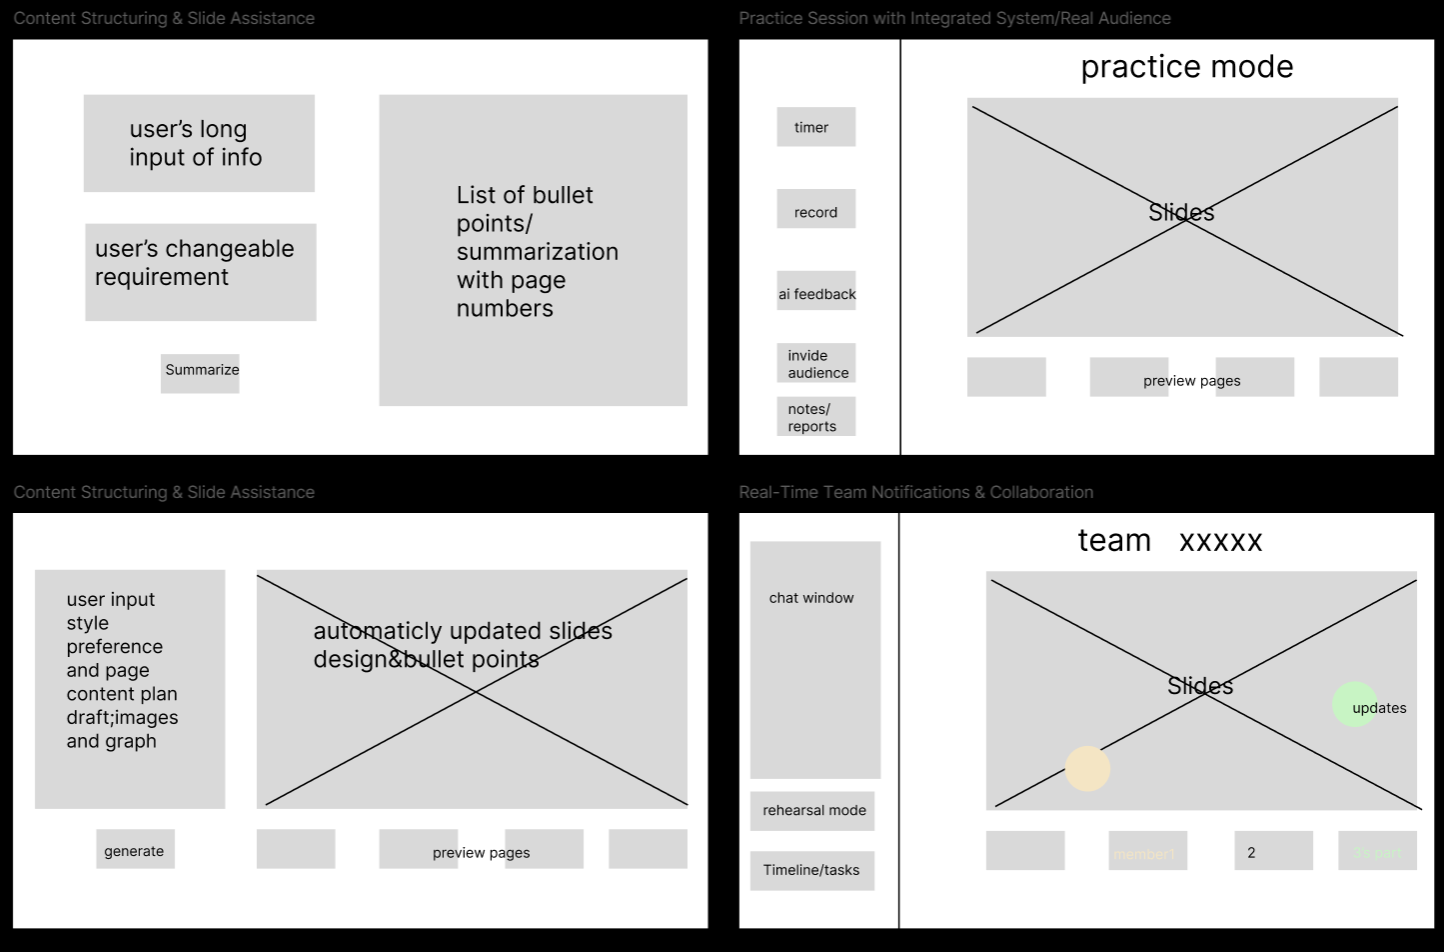 Content Structuring & Slide Assistance
user's long
input of info
user's changeable
requirement
Summarize
List of bullet
points/
summarization
with page
numbers
Practice Session with Integrated System/Real Audience
practice mode
timer
record
ai feedback
invide
audience
notes/
reports
Slides
preview pages
Content Structuring & Slide Assistance
user input
style
preference
and page
content plan
draft;images
and graph
generate
automaticly updated slides
design&bullet points
preview pages
Real-Time Team Notifications & Collaboration
team xxxxx
chat window
rehearsal mode
Timeline/tasks
Slides
updates
member1
2
3's part